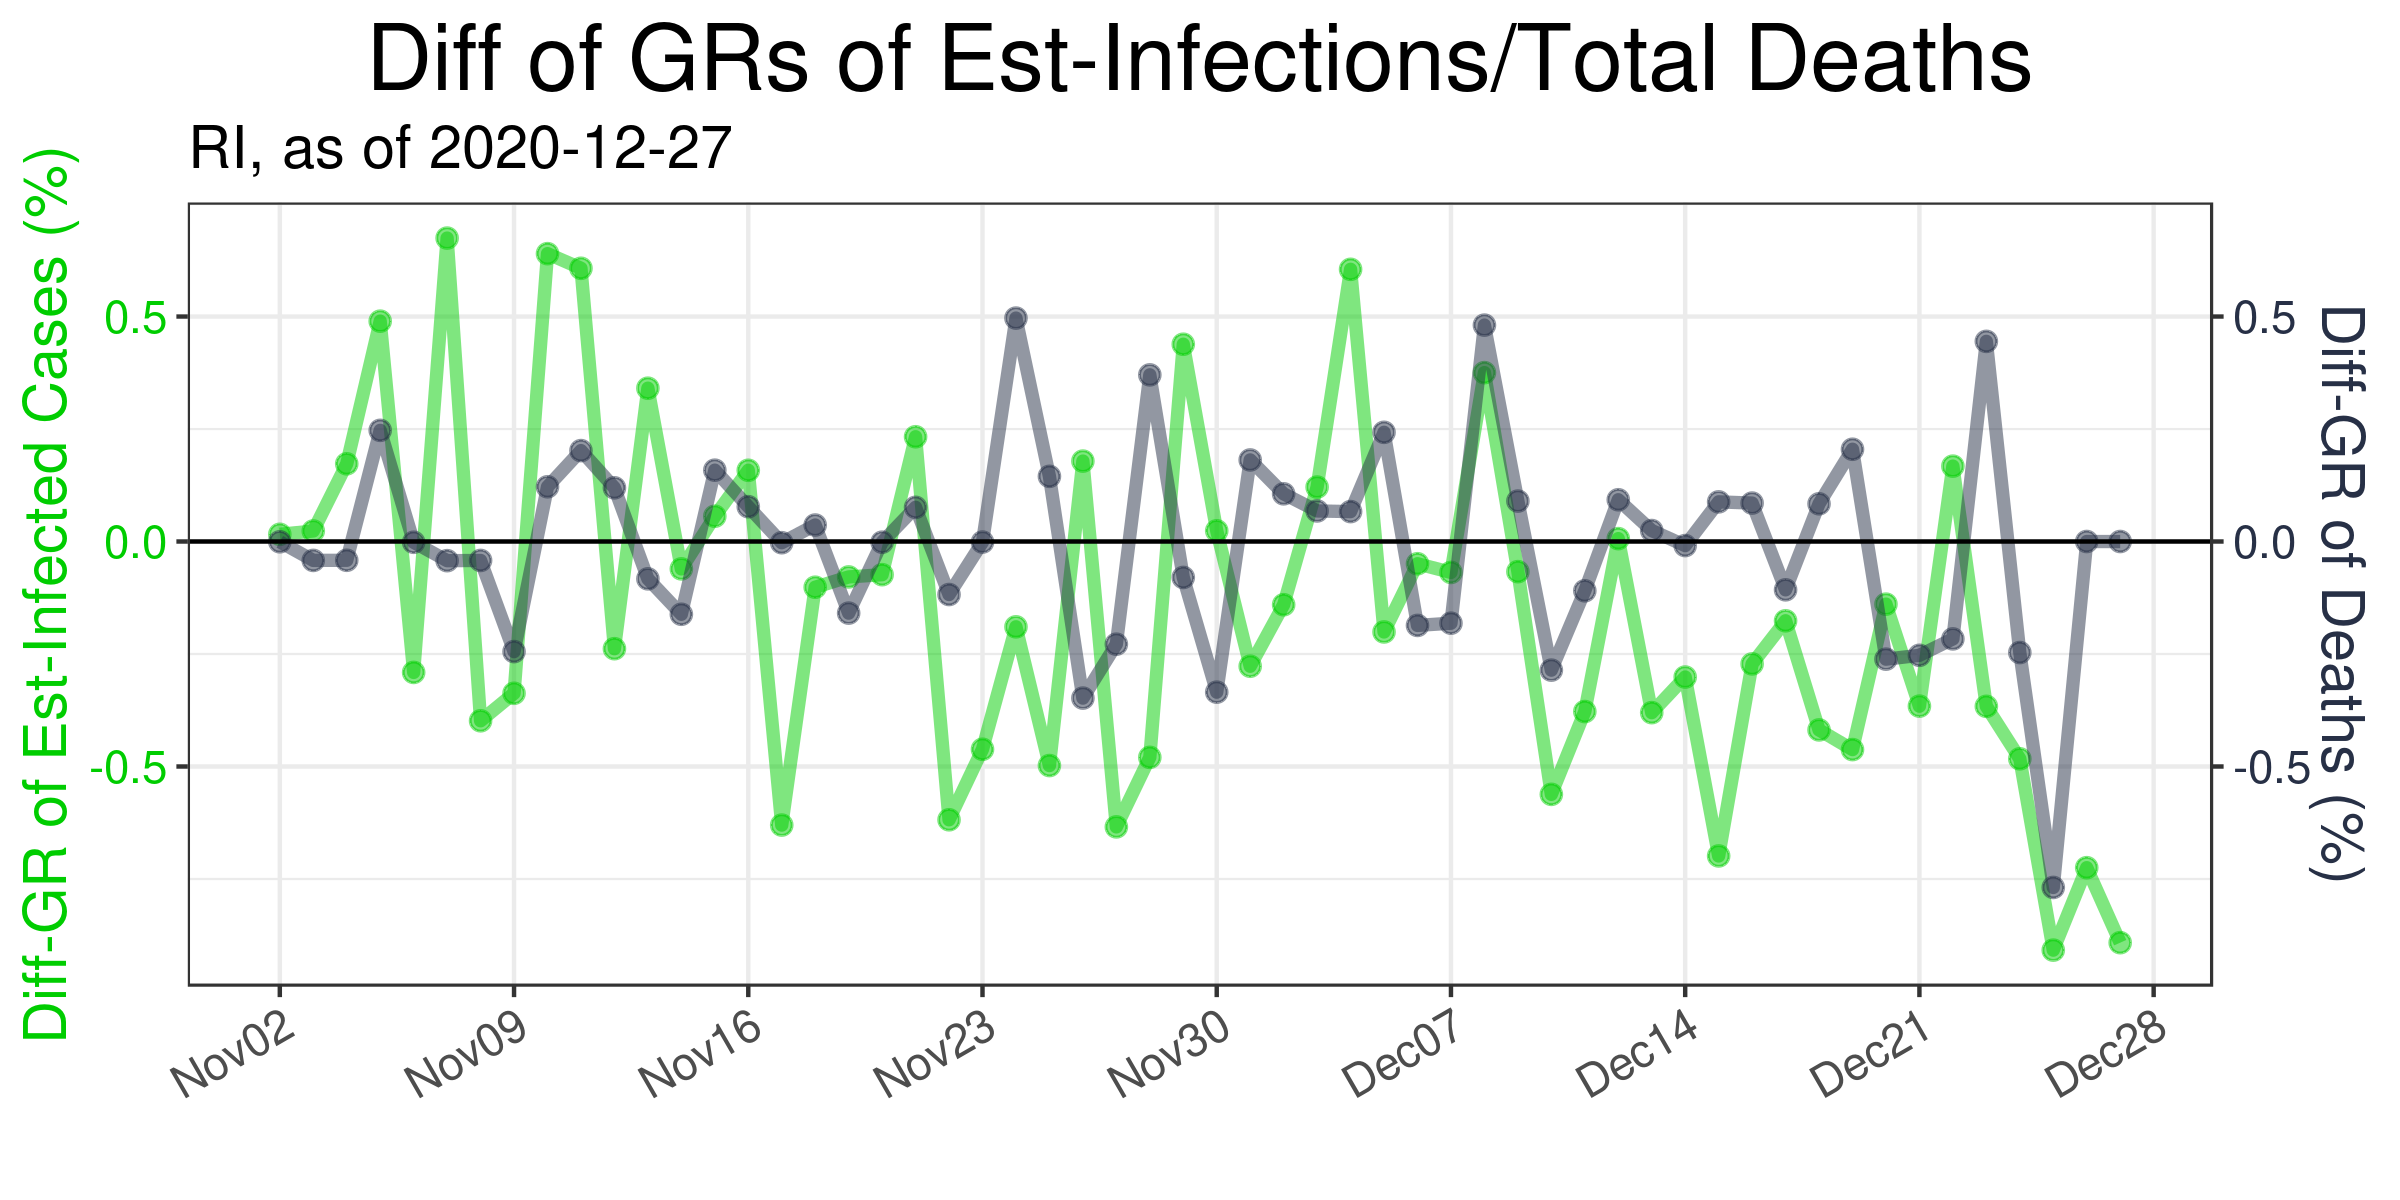 Diff of GRs of Est-Infections/Total Deaths
RI, as of 2020-12-27
Diff-GR of Est-Infected Cases (%)
0.5
0.0
-0.5
0.5
0.0
-0.5
Diff-GR of Deaths (%)
Nov02
Nov09
Nov16
Nov23
Nov30
Dec07
Dec14
Dec21
Dec28